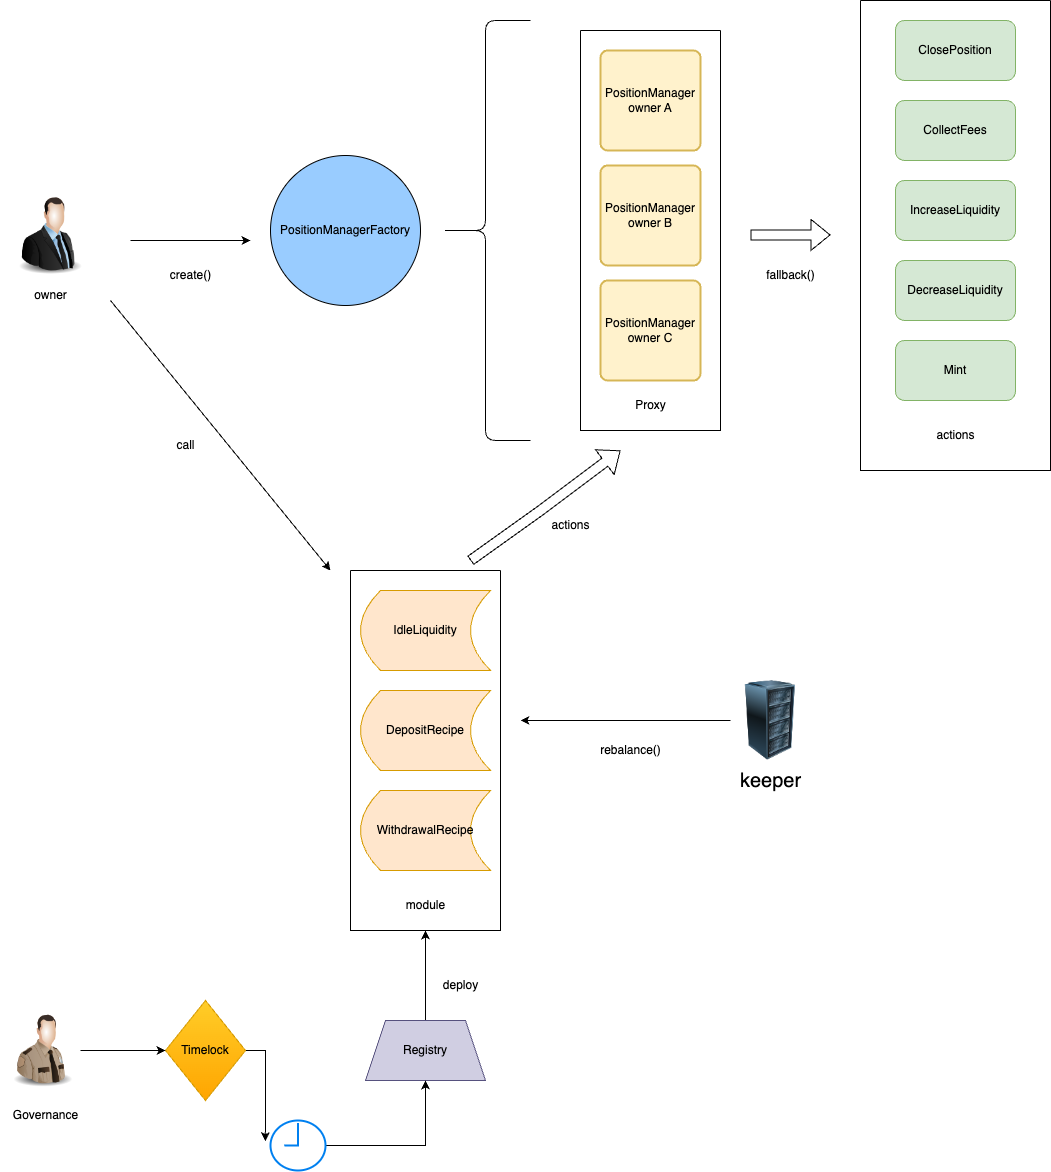 ClosePosition
PositionManager
owner A
CollectFees
IncreaseLiquidity
PositionManager
owner B
PositionManagerFactory
create()
fallback()
owner
DecreaseLiquidity
PositionManager
owner C
Mint
Proxy
actions
call
actions
IdleLiquidity
DepositRecipe
rebalance()
keeper
WithdrawalRecipe
module
deploy
Timelock
Registry
Governance